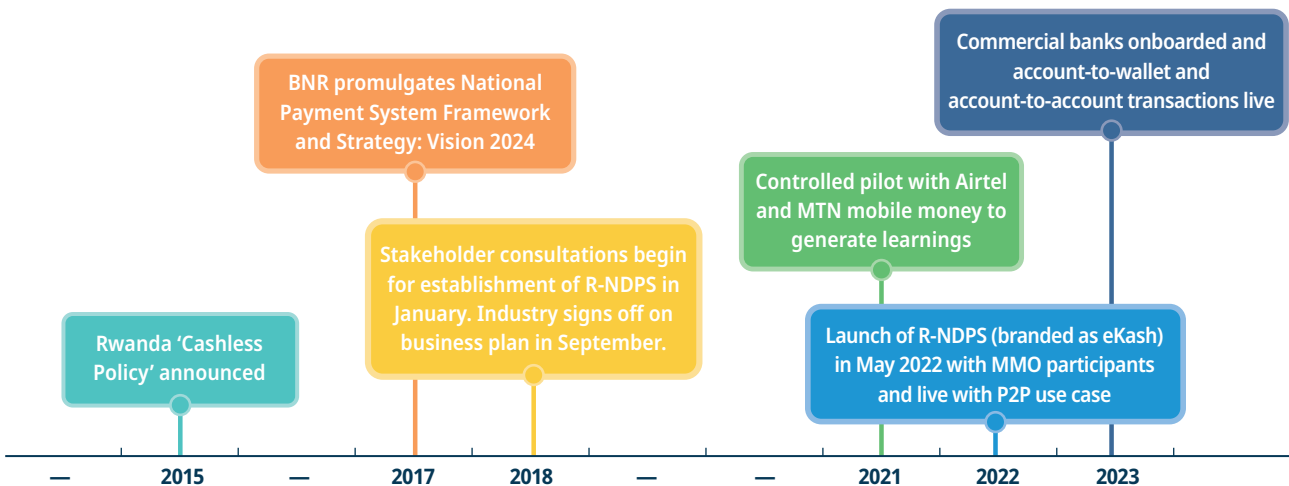 Commercial banks onboarded and
account-to-wallet and
account-to-account transactions live
BNR promulgates National
Payment System Framework
and Strategy: Vision 2024
Controlled pilot with Airtel
and MTN mobile money to
generate learnings
Stakeholder consultations begin
for establishment of R-NDPS in
January. Industry signs off on
business plan in September.
Rwanda ‘Cashless
Policy’ announced
Launch of R-NDPS (branded as eKash)
in May 2022 with MMO participants
and live with P2P use case
— 2015 — 2017 2018 — — 2021 2022 2023